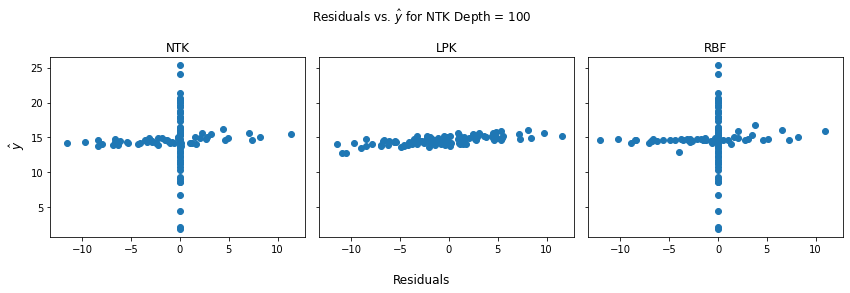 Residuals vs. ŷ for NTK Depth = 100
NTK LPK RBF
25
20
15
10
5
ŷ
−10 −5 0 5 10 −10 −5 0 5 10 −10 −5 0 5 10
Residuals